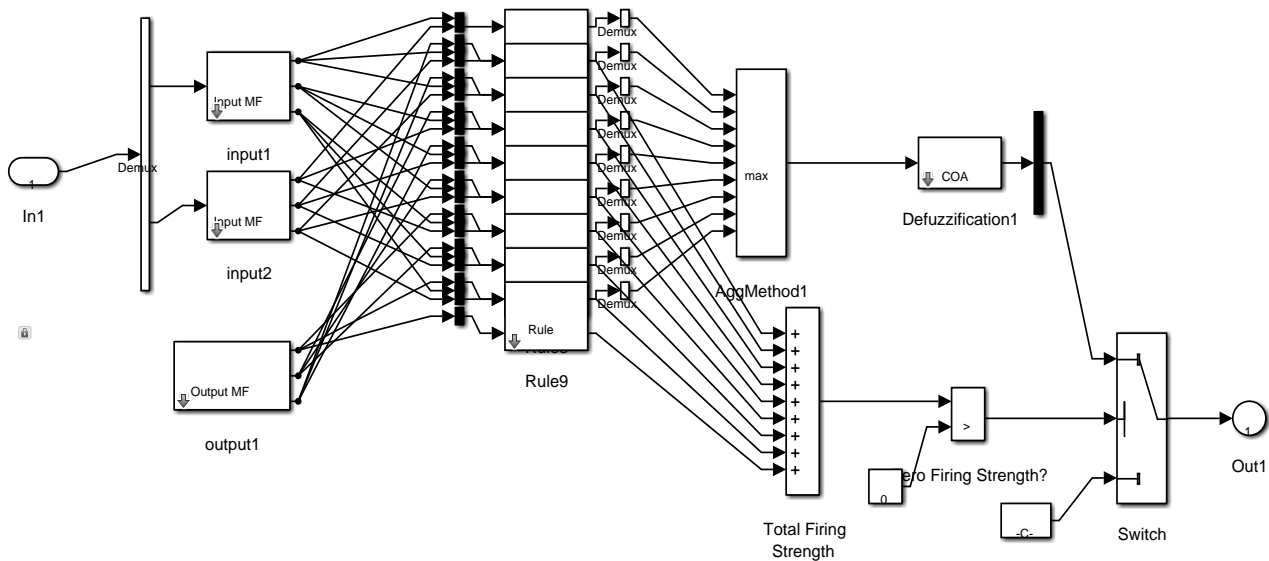 1
In1
Demux
Input MF
input1
Input MF
input2
Output MF
output1
Rule
Rule9
Demux
Demux
Demux
Demux
Demux
Demux
Demux
Demux
Demux
max
AggMethod1
COA
Defuzzification1
+
+
+
+
+
+
+
+
+
Total Firing
Strength
>
ero Firing Strength?
0
-C-
Switch
1
Out1